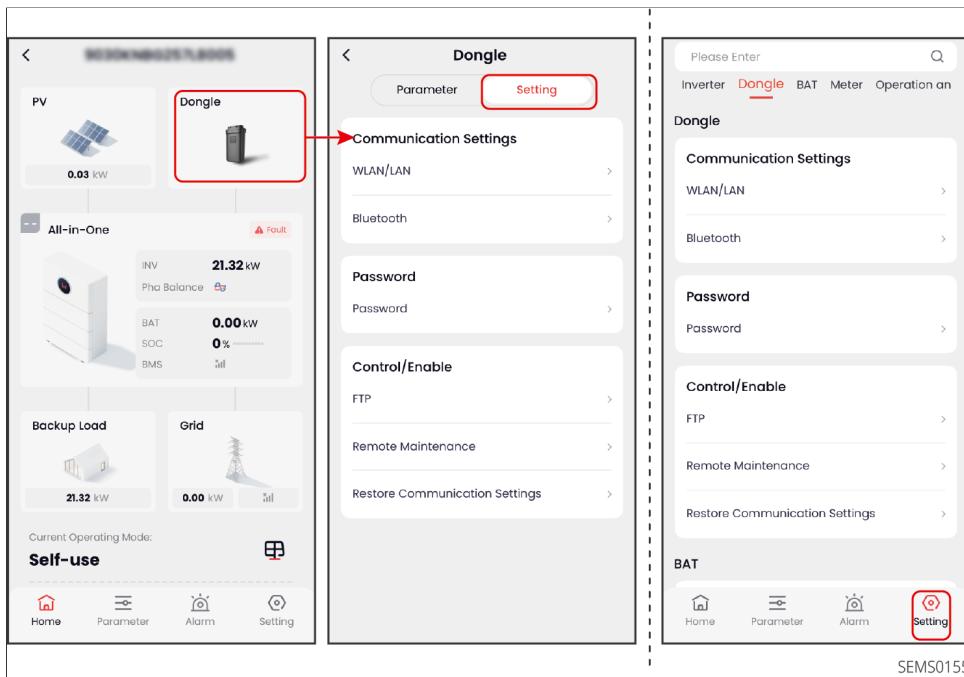 PV
Dongle
0.03 kW
All-in-One
Fault
INV 21.32 kW
Pha Balance
BAT 0.00 kW
SOC 0 %
BMS
Backup Load
Grid
21.32 kW
0.00 kW
Current Operating Mode:
Self-use
Home Parameter Alarm Setting
Dongle
Parameter Setting
Communication Settings
WLAN/LAN
Bluetooth
Password
Password
Control/Enable
FTP
Remote Maintenance
Restore Communication Settings
Please Enter
Inverter Dongle BAT Meter Operation an
Dongle
Communication Settings
WLAN/LAN
Bluetooth
Password
Password
Control/Enable
FTP
Remote Maintenance
Restore Communication Settings
BAT
Home Parameter Alarm Setting
SEMS0155